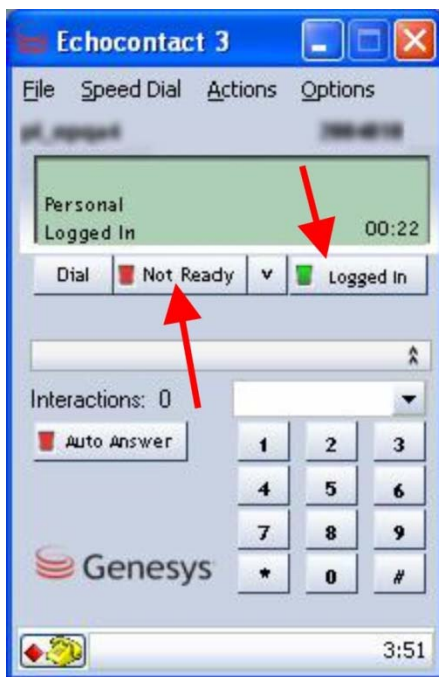 Echocontact 3
File Speed Dial Actions Options
Personal
Logged In 00:22
Dial Not Ready v Logged In
Interactions: 0
Auto Answer 1 2 3
4 5 6
7 8 9
Genesys * 0 #
3:51